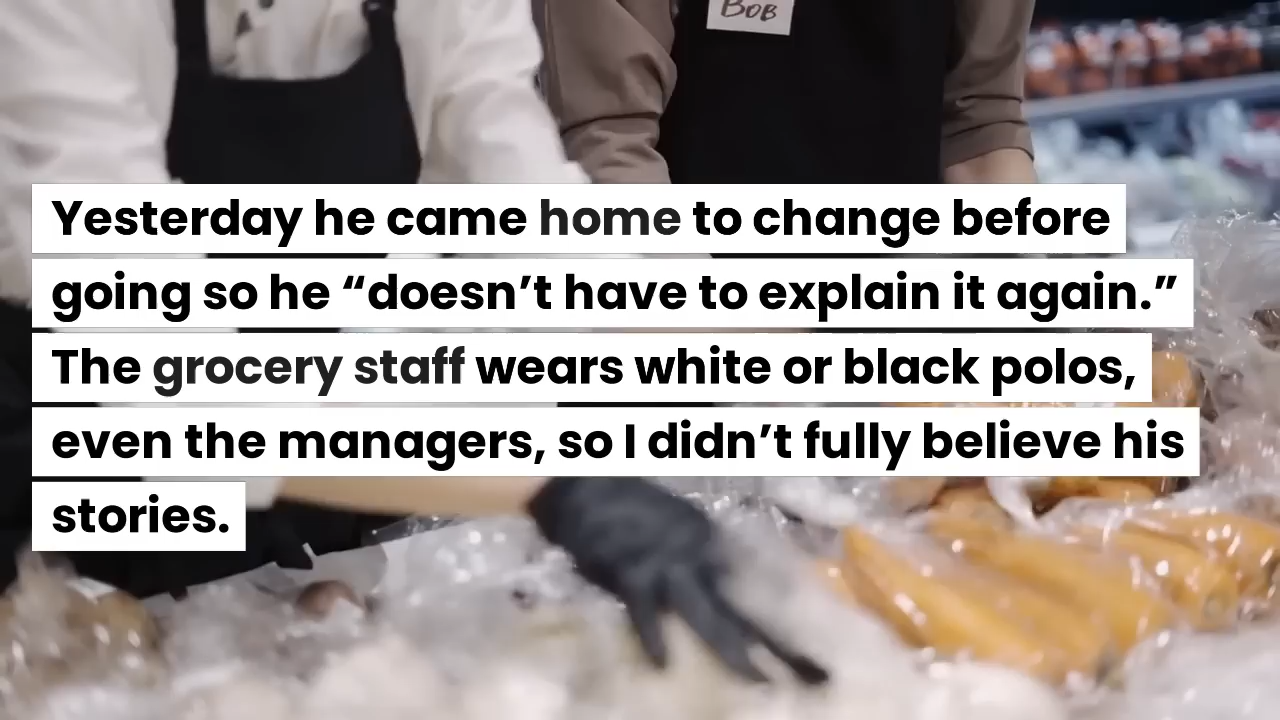 BOB
Yesterday he came home to change before
going so he “doesn’t have to explain it again.”
The grocery staff wears white or black polos,
even the managers, so I didn’t fully believe his
stories.